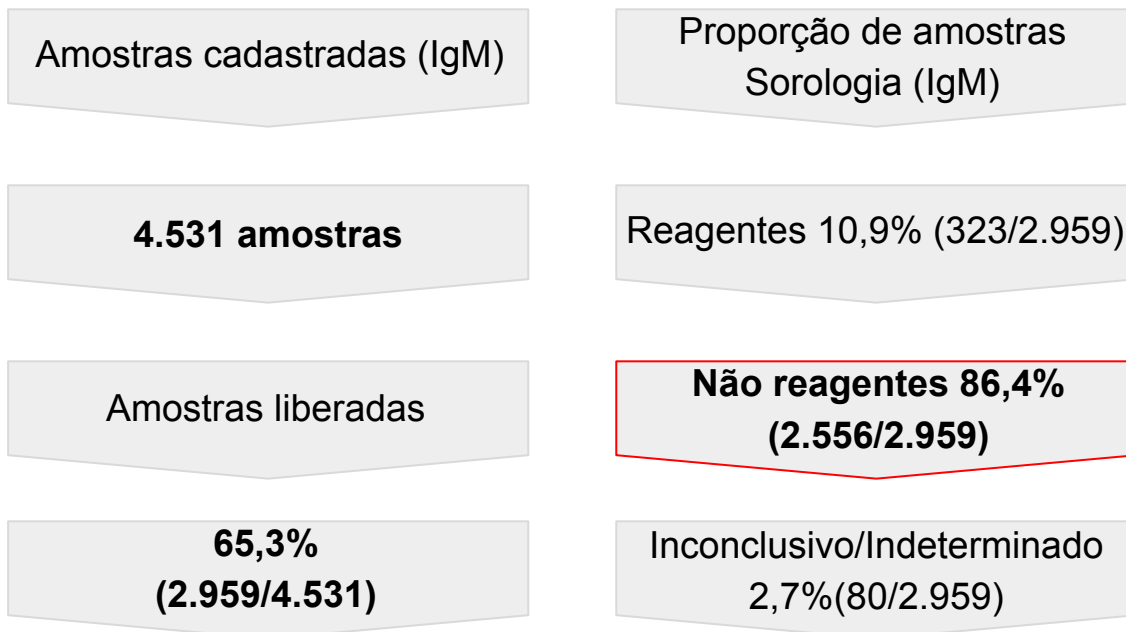 Amostras cadastradas (IgM)
4.531 amostras
Amostras liberadas
65,3%
(2.959/4.531)
Proporção de amostras
Sorologia (IgM)
Reagentes 10,9% (323/2.959)
Não reagentes 86,4%
(2.556/2.959)
Inconclusivo/Indeterminado
2,7%(80/2.959)